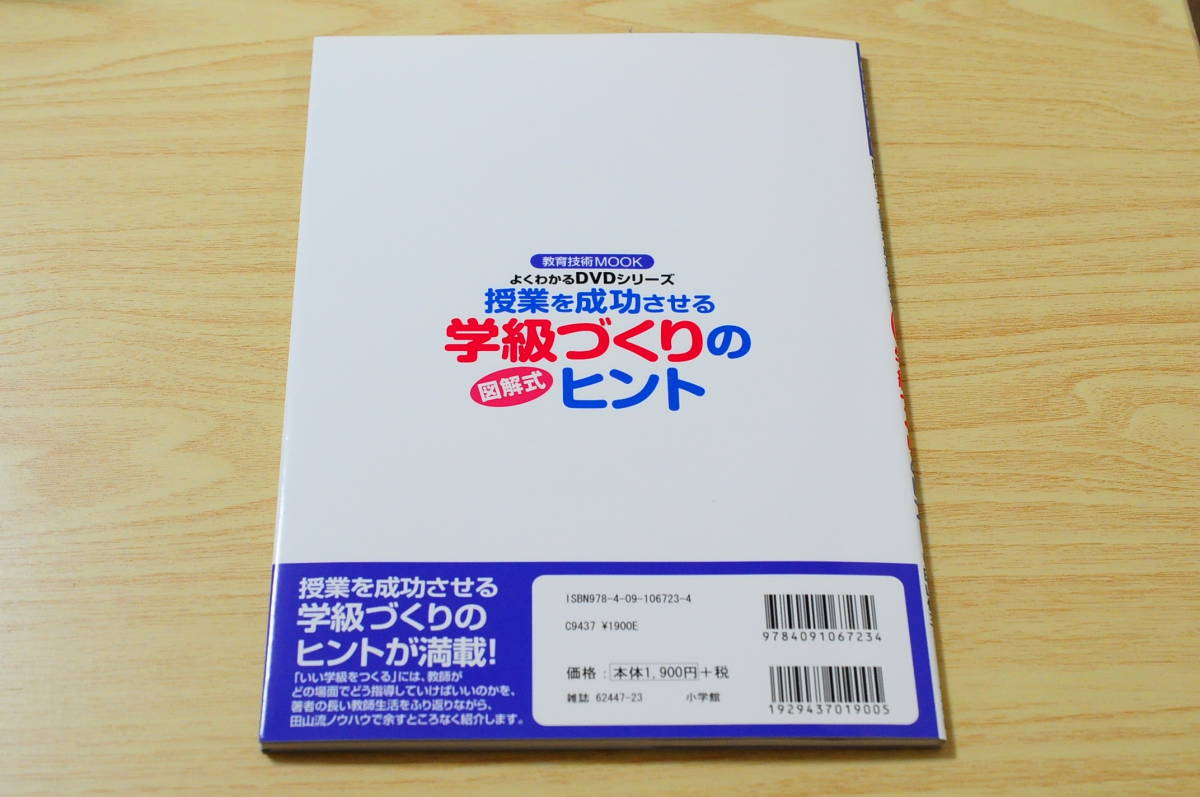 教育技術MOOK
よくわかるDVDシリーズ
授業を成功させる
学級づくりの
図解式 ヒント
授業を成功させる
学級づくりの
ヒントが満載!
「いい学級をつくる」には、教師が
どの場面でどう指導していけばいいのかを、
著者の長い教師生活をふり返りながら、
田山流ノウハウで余すところなく紹介します。
ISBN978-4-09-106723-4
C9437 ¥1900E
価格:本体1,900円+税
雑誌 62447-23 小学館
9784091067234
1929437019005